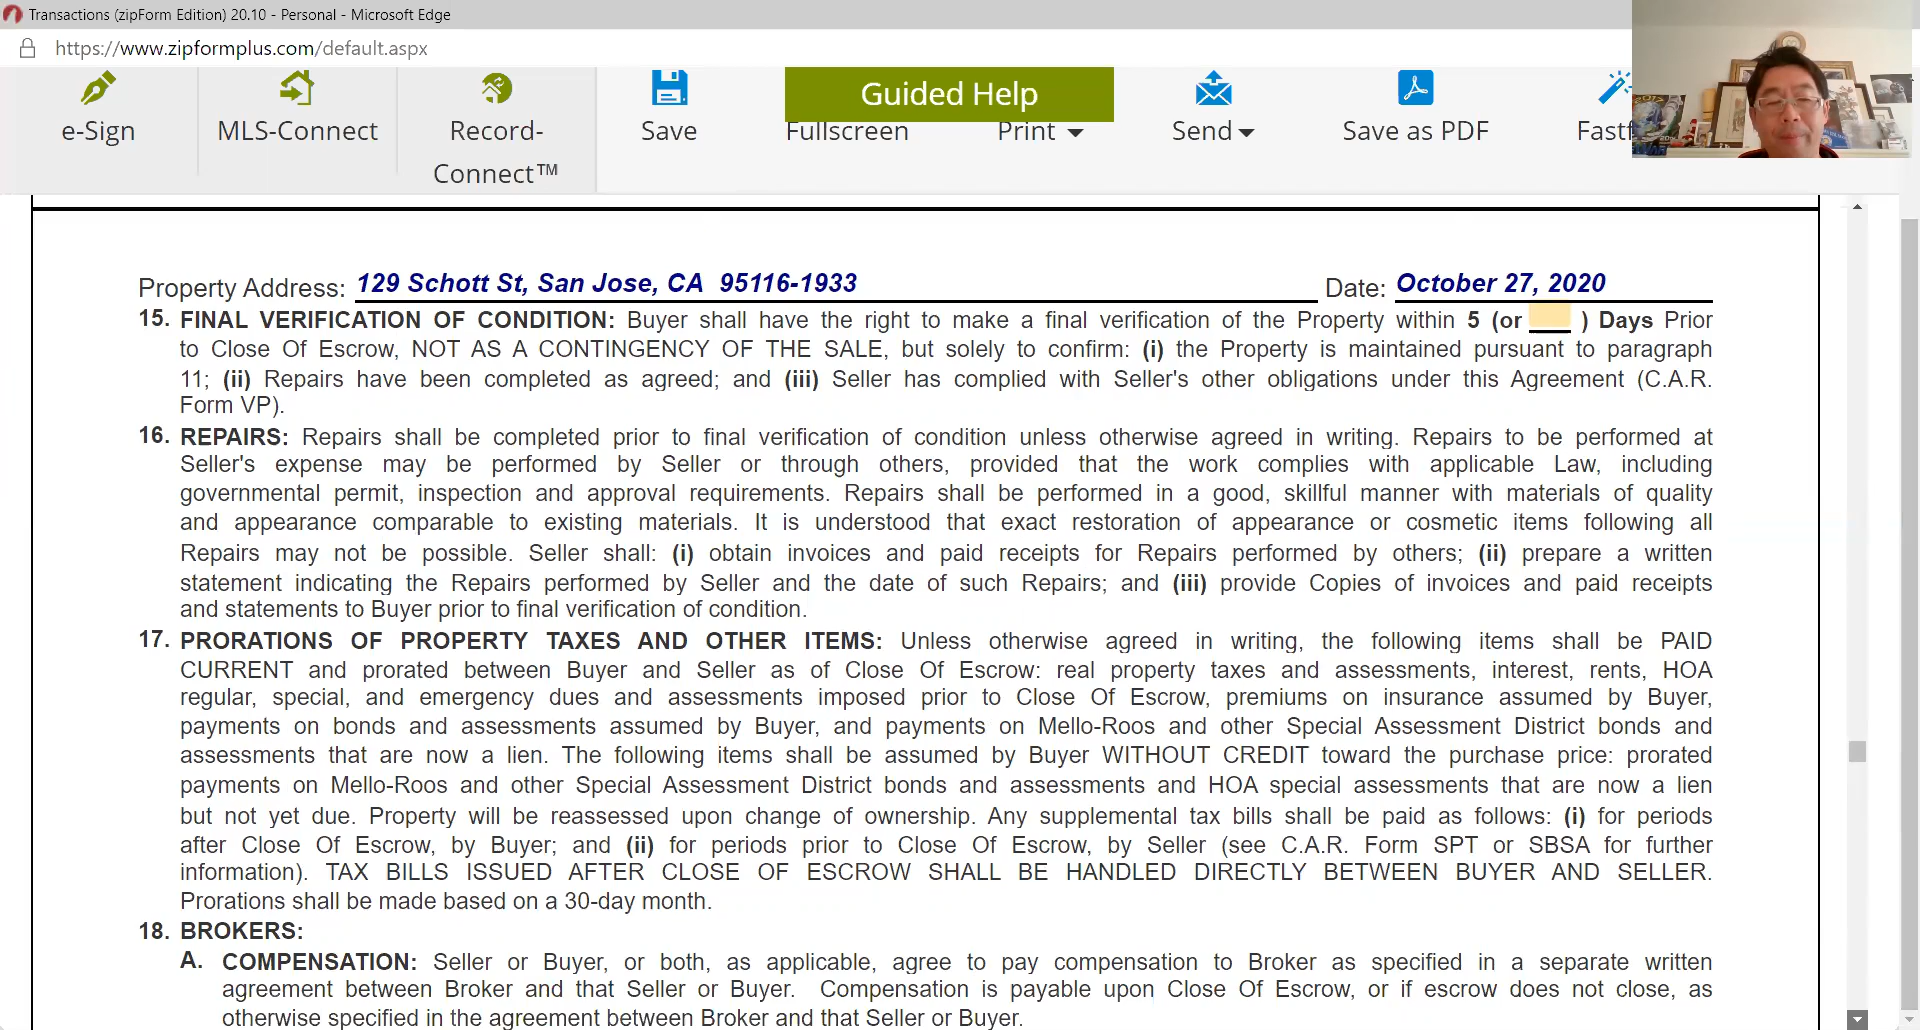 Transactions (zipForm Edition) 20.10 - Personal - Microsoft Edge
https://www.zipformplus.com/default.aspx
e-Sign
MLS-Connect
Record-
Connect™
Save
Guided Help
Fullscreen
Print
Send
Save as PDF
2017
Property Address: 129 Schott St, San Jose, CA 95116-1933 Date: October 27, 2020
15. FINAL VERIFICATION OF CONDITION: Buyer shall have the right to make a final verification of the Property within 5 (or ) Days Prior
to Close Of Escrow, NOT AS A CONTINGENCY OF THE SALE, but solely to confirm: (i) the Property is maintained pursuant to paragraph
11; (ii) Repairs have been completed as agreed; and (iii) Seller has complied with Seller's other obligations under this Agreement (C.A.R.
Form VP).
16. REPAIRS: Repairs shall be completed prior to final verification of condition unless otherwise agreed in writing. Repairs to be performed at
Seller's expense may be performed by Seller or through others, provided that the work complies with applicable Law, including
governmental permit, inspection and approval requirements. Repairs shall be performed in a good, skillful manner with materials of quality
and appearance comparable to existing materials. It is understood that exact restoration of appearance or cosmetic items following all
Repairs may not be possible. Seller shall: (i) obtain invoices and paid receipts for Repairs performed by others; (ii) prepare a written
statement indicating the Repairs performed by Seller and the date of such Repairs; and (iii) provide Copies of invoices and paid receipts
and statements to Buyer prior to final verification of condition.
17. PRORATIONS OF PROPERTY TAXES AND OTHER ITEMS: Unless otherwise agreed in writing, the following items shall be PAID
CURRENT and prorated between Buyer and Seller as of Close Of Escrow: real property taxes and assessments, interest, rents, HOA
regular, special, and emergency dues and assessments imposed prior to Close Of Escrow, premiums on insurance assumed by Buyer,
payments on bonds and assessments assumed by Buyer, and payments on Mello-Roos and other Special Assessment District bonds and
assessments that are now a lien. The following items shall be assumed by Buyer WITHOUT CREDIT toward the purchase price: prorated
payments on Mello-Roos and other Special Assessment District bonds and assessments and HOA special assessments that are now a lien
but not yet due. Property will be reassessed upon change of ownership. Any supplemental tax bills shall be paid as follows: (i) for periods
after Close Of Escrow, by Buyer; and (ii) for periods prior to Close Of Escrow, by Seller (see C.A.R. Form SPT or SBSA for further
information). TAX BILLS ISSUED AFTER CLOSE OF ESCROW SHALL BE HANDLED DIRECTLY BETWEEN BUYER AND SELLER.
Prorations shall be made based on a 30-day month.
18. BROKERS:
A. COMPENSATION: Seller or Buyer, or both, as applicable, agree to pay compensation to Broker as specified in a separate written
agreement between Broker and that Seller or Buyer. Compensation is payable upon Close Of Escrow, or if escrow does not close, as
otherwise specified in the agreement between Broker and that Seller or Buyer.